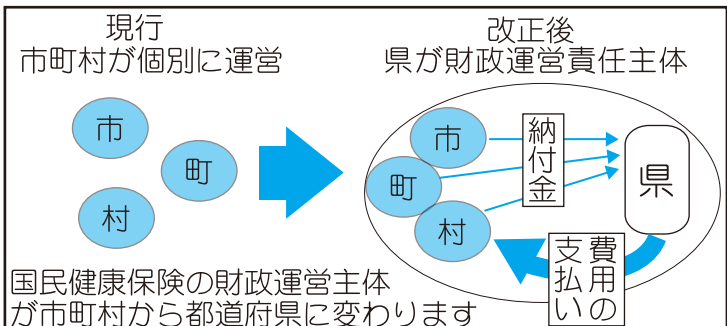 現行
市町村が個別に運営
市
町
村
国民健康保険の財政運営主体
が市町村から都道府県に変わります
改正後
県が財政運営責任主体
市
町
村
納付金
県
費用の
支払い